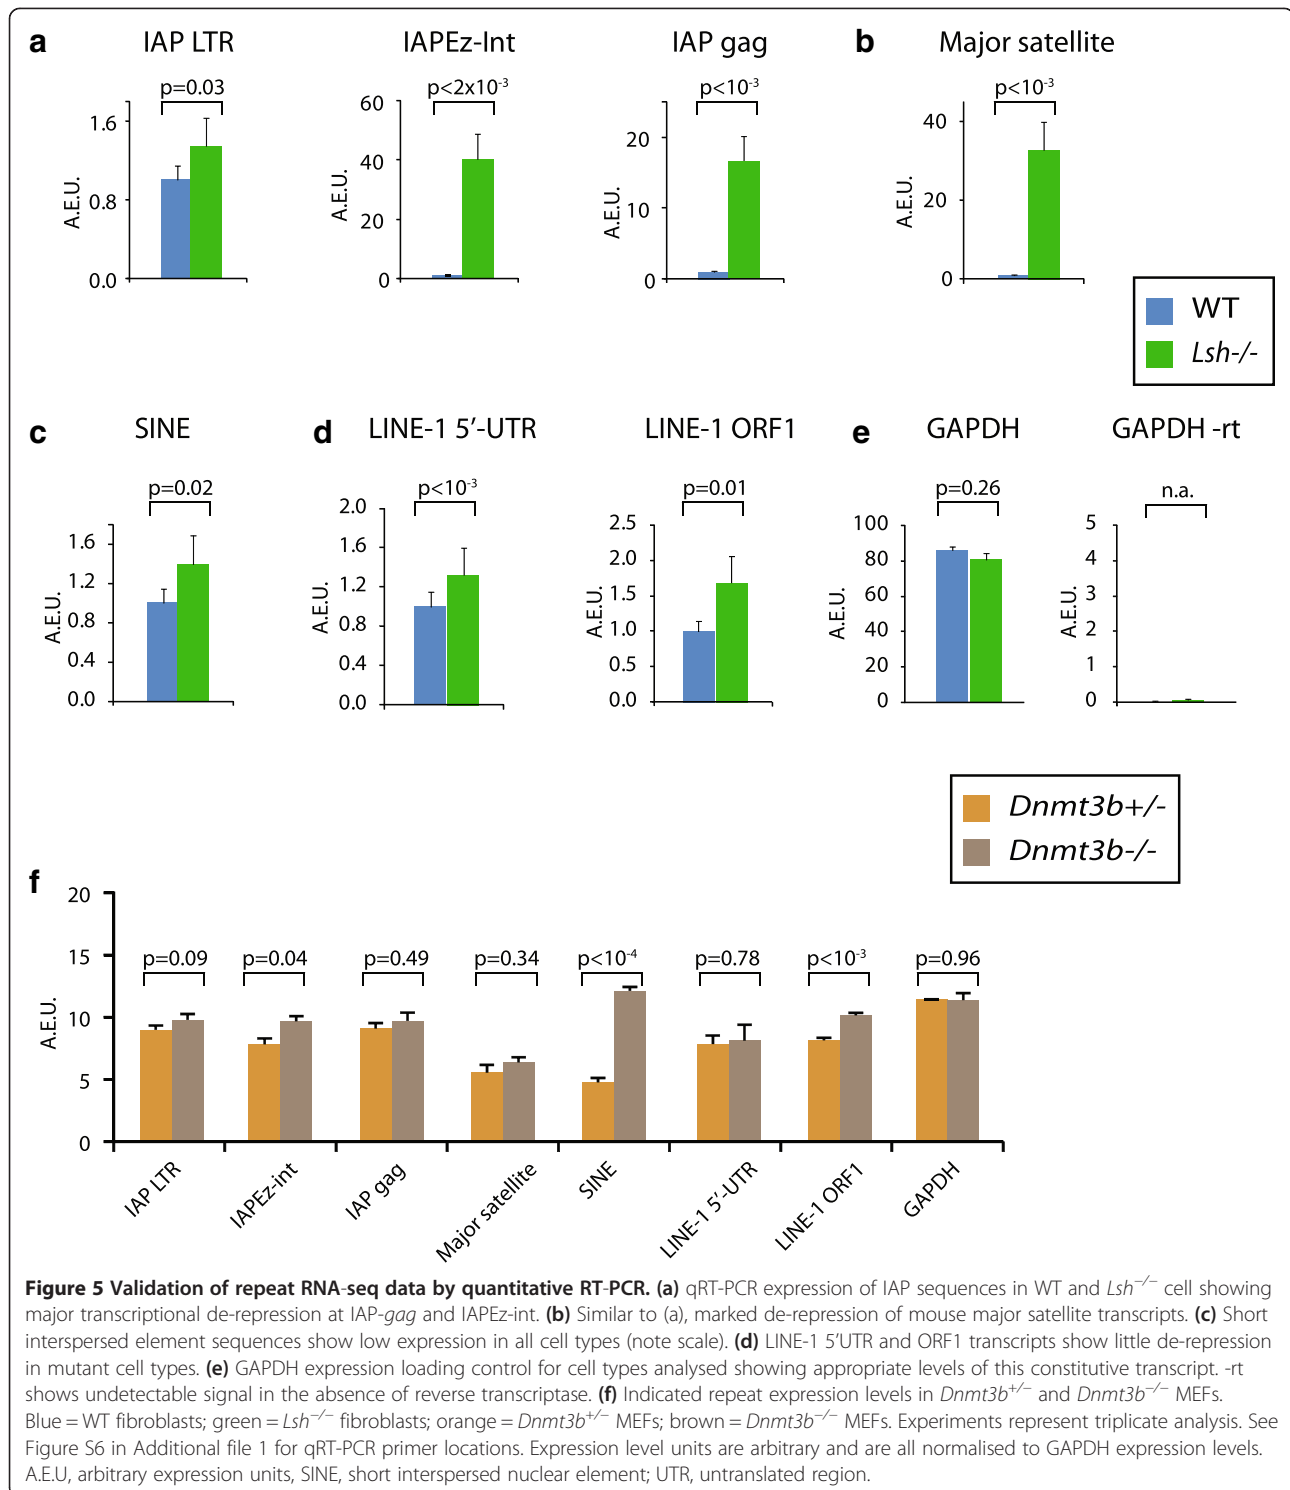 a IAP LTR IAPEz-Int IAP gag b Major satellite
p=0.03 p<2x10-3 p<10-3 p<10-3
A.E.U. 1.6 0.8 0.0
A.E.U. 60 40 20 0
A.E.U. 20 10 0
A.E.U. 40 20 0
WT
Lsh-/-
c SINE d LINE-1 5′-UTR LINE-1 ORF1 e GAPDH GAPDH -rt
p=0.02 p<10-3 p=0.01 p=0.26 n.a.
A.E.U. 1.6 1.2 0.8 0.4 0.0
A.E.U. 2.0 1.6 1.2 0.8 0.4 0.0
A.E.U. 2.5 2.0 1.5 1.0 0.5 0.0
A.E.U. 100 80 60 40 20 0
A.E.U. 5 4 3 2 1 0
Dnmt3b+/-
Dnmt3b-/-
f
A.E.U. 20 15 10 5 0
p=0.09 p=0.04 p=0.49 p=0.34 p<10-4 p=0.78 p<10-3 p=0.96
IAP LTR IAPEz-int IAP gag Major satellite SINE LINE-1 5′-UTR LINE-1 ORF1 GAPDH
Figure 5 Validation of repeat RNA-seq data by quantitative RT-PCR. (a) qRT-PCR expression of IAP sequences in WT and Lsh−/− cell showing
major transcriptional de-repression at IAP-gag and IAPEz-int. (b) Similar to (a), marked de-repression of mouse major satellite transcripts. (c) Short
interspersed element sequences show low expression in all cell types (note scale). (d) LINE-1 5′UTR and ORF1 transcripts show little de-repression
in mutant cell types. (e) GAPDH expression loading control for cell types analysed showing appropriate levels of this constitutive transcript. -rt
shows undetectable signal in the absence of reverse transcriptase. (f) Indicated repeat expression levels in Dnmt3b+/− and Dnmt3b−/− MEFs.
Blue = WT fibroblasts; green = Lsh−/− fibroblasts; orange = Dnmt3b+/− MEFs; brown = Dnmt3b−/− MEFs. Experiments represent triplicate analysis. See
Figure S6 in Additional file 1 for qRT-PCR primer locations. Expression level units are arbitrary and are all normalised to GAPDH expression levels.
A.E.U, arbitrary expression units, SINE, short interspersed nuclear element; UTR, untranslated region.